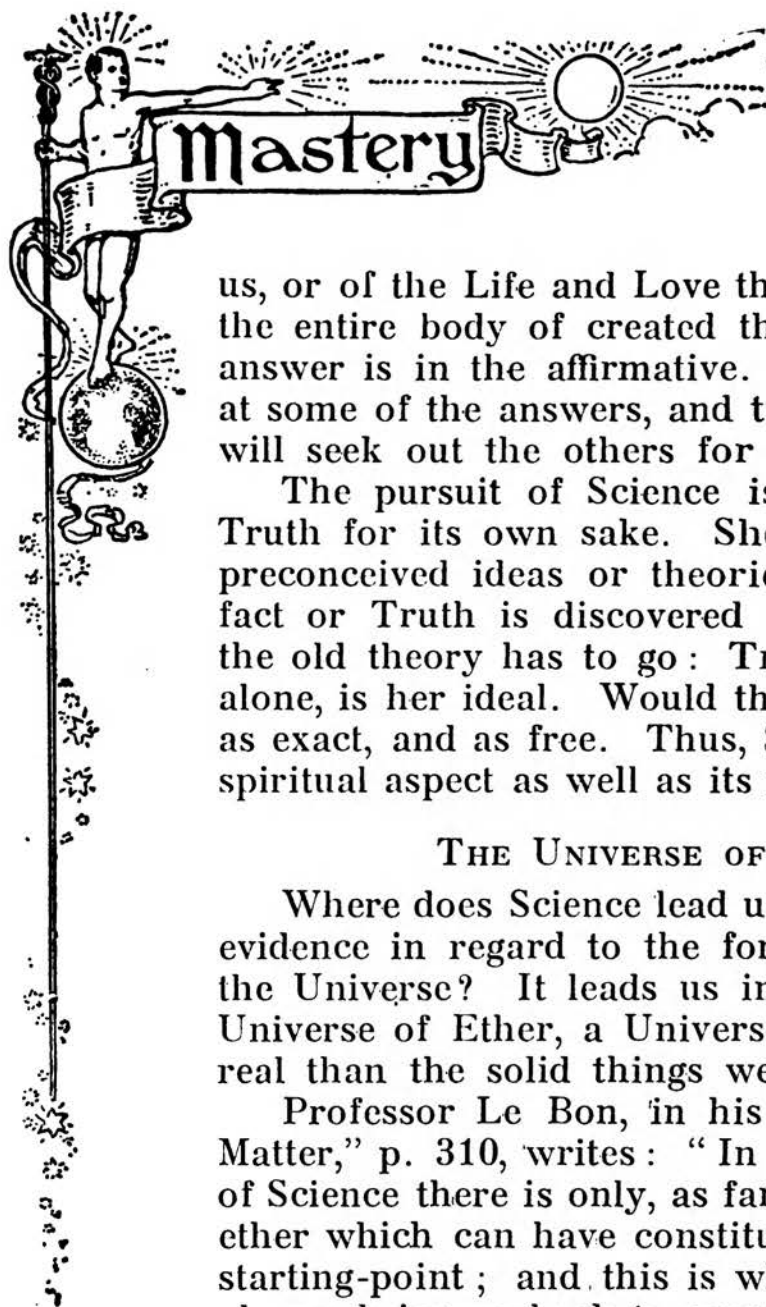 Mastery
us, or of the Life and Love th
the entire body of created th
answer is in the affirmative.
at some of the answers, and t
will seek out the others for
The pursuit of Science is
Truth for its own sake. She
preconceived ideas or theorie
fact or Truth is discovered
the old theory has to go : Tr
alone, is her ideal. Would th
as exact, and as free. Thus,
spiritual aspect as well as its
THE UNIVERSE OF
Where does Science lead u
evidence in regard to the for
the Universe? It leads us in
Universe of Ether, a Univers
real than the solid things we
Professor Le Bon, in his
Matter,” p. 310, writes : “ In
of Science there is only, as far
ether which can have constitu
starting-point ; and this is w